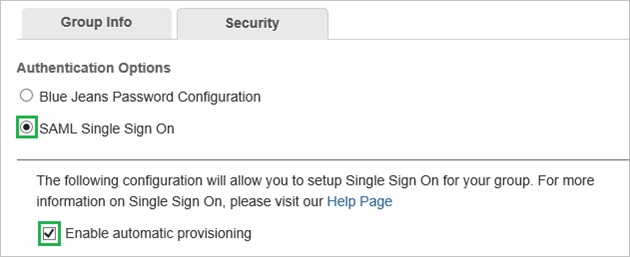 Group Info
Security
Authentication Options
Blue Jeans Password Configuration
SAML Single Sign On
The following configuration will allow you to setup Single Sign On for your group. For more
information on Single Sign On, please visit our Help Page
Enable automatic provisioning